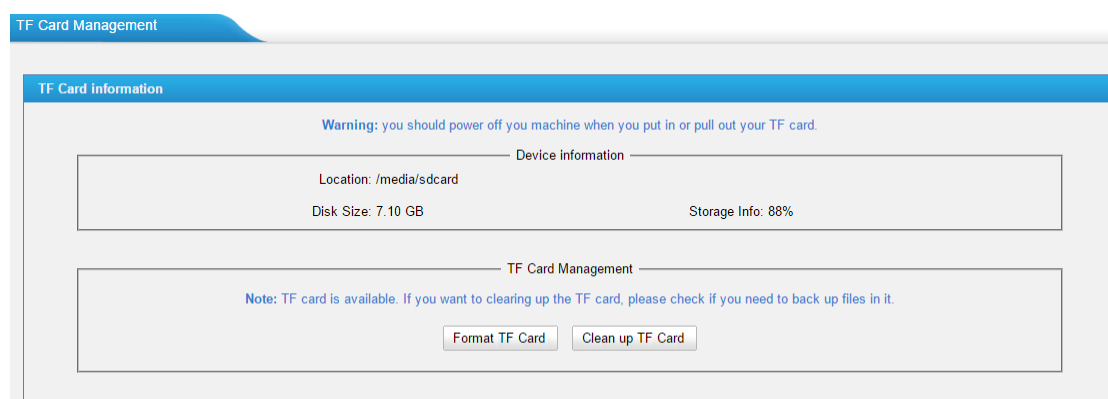 TF Card Management
TF Card information
Warning: you should power off you machine when you put in or pull out your TF card.
Device information
Location: /media/sdcard
Disk Size: 7.10 GB Storage Info: 88%
TF Card Management
Note: TF card is available. If you want to clearing up the TF card, please check if you need to back up files in it.
Format TF Card Clean up TF Card